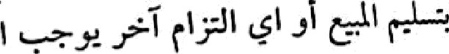 بتسليم المبيع أو اي التزام آخر يوجب ا